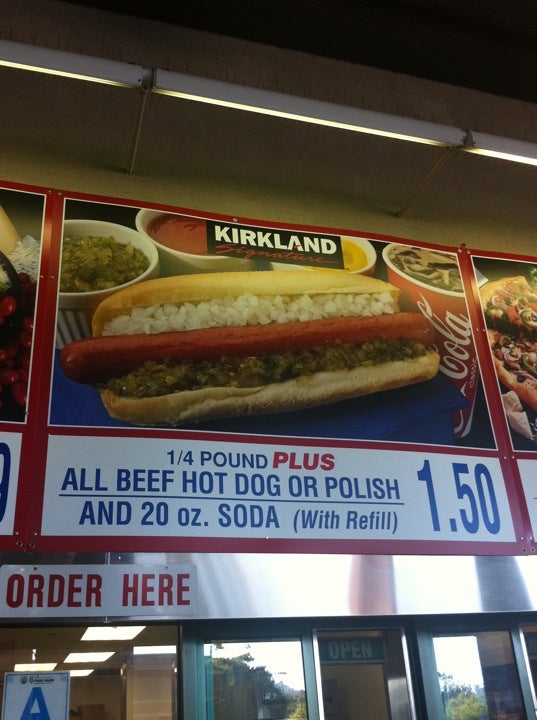 KIRKLAND
Signature
Cola
1/4 POUND PLUS
ALL BEEF HOT DOG OR POLISH
AND 20 oz. SODA (With Refill)
1.50
9
ORDER HERE
OPEN
A